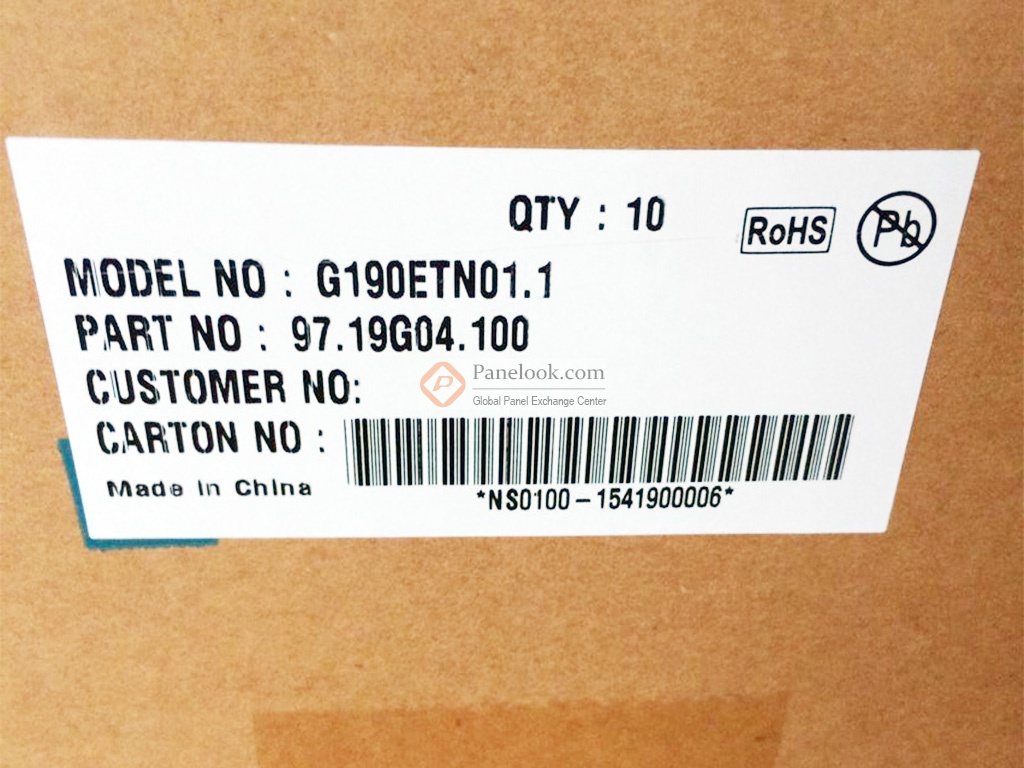 QTY : 10
RoHS
Pb
MODEL NO : G190ETN01.1
PART NO : 97.19G04.100
CUSTOMER NO:
Panelook.com
Global Panel Exchange Center
CARTON NO :
*NS0100-1541900006*
Made In China